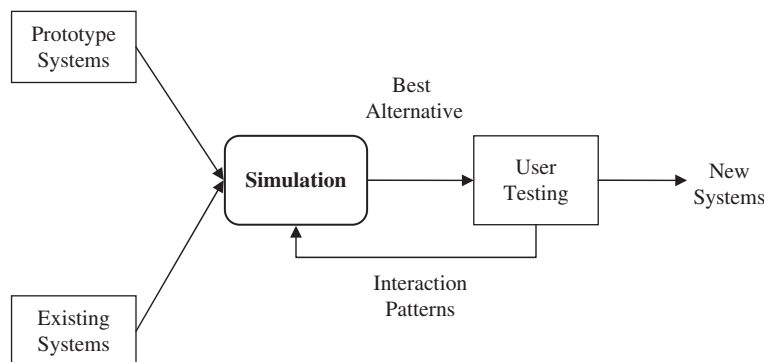 Prototype
Systems
Best
Alternative
Simulation
User
Testing
New
Systems
Interaction
Patterns
Existing
Systems